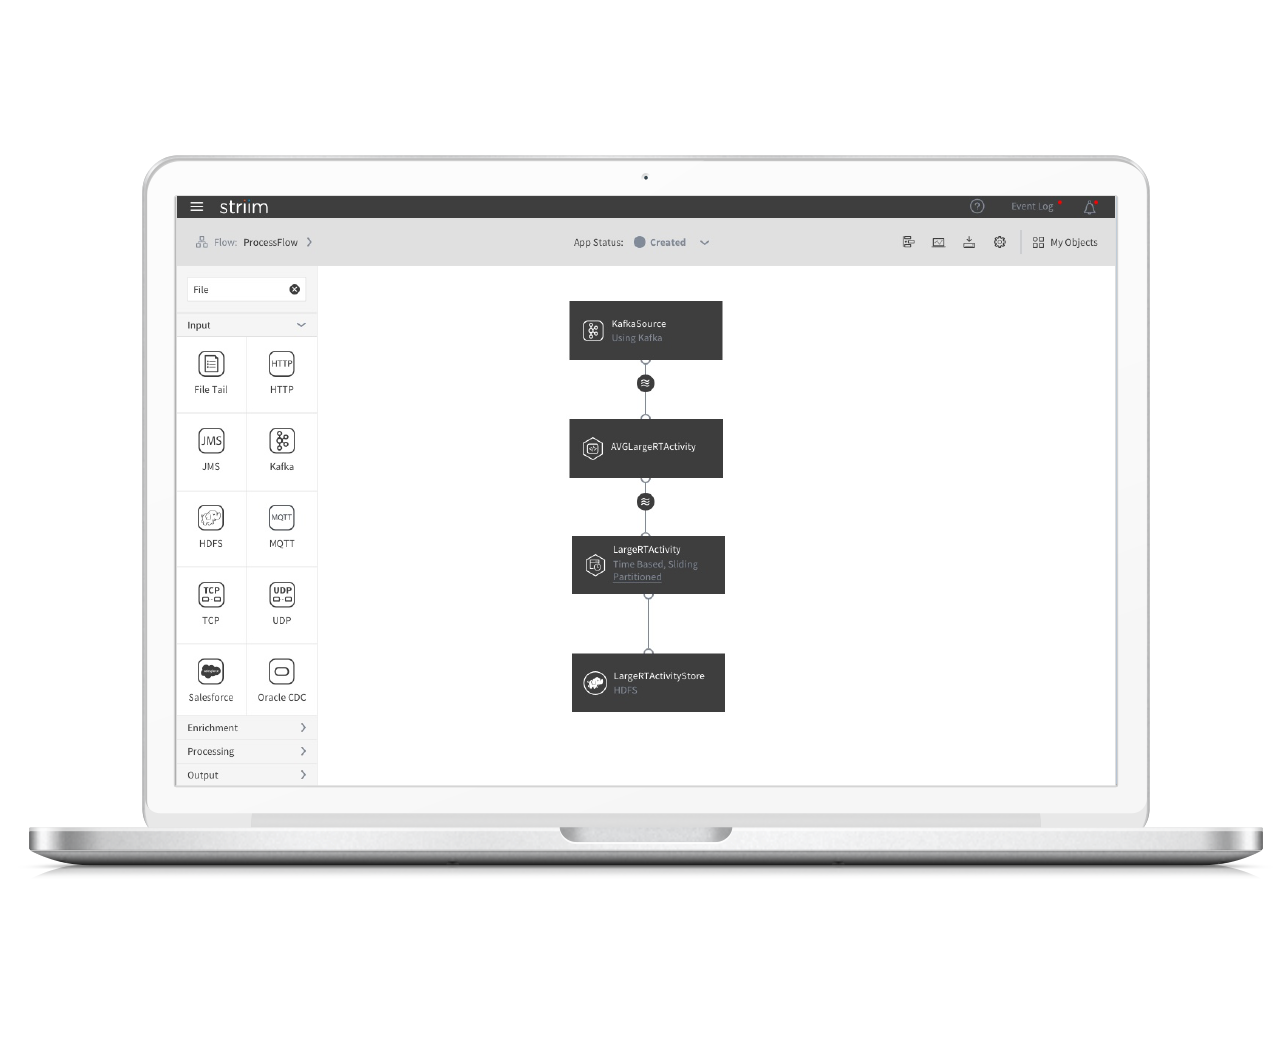 striim
Event Log
Flow: ProcessFlow
App Status: Created
My Objects
File
Input
File Tail
HTTP
HTTP
JMS
JMS
Kafka
HDFS
MQTT
MQTT
TCP
TCP
UDP
UDP
Salesforce
Oracle CDC
Enrichment
Processing
Output
KafkaSource
Using Kafka
AVGLargeRTActivity
LargeRTActivity
Time Based, Sliding
Partitioned
LargeRTActivityStore
HDFS